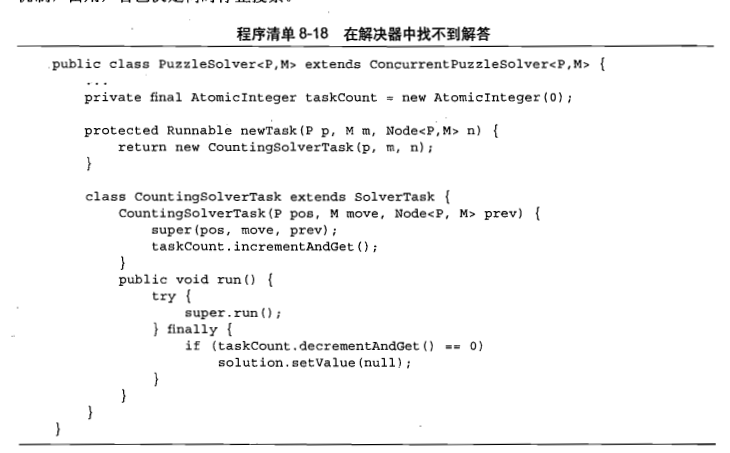 程序清单 8-18 在解决器中找不到解答
public class PuzzleSolver<P,M> extends ConcurrentPuzzleSolver<P,M> {
...
private final AtomicInteger taskCount = new AtomicInteger(0);
protected Runnable newTask(P p, M m, Node<P,M> n) {
return new CountingSolverTask(p, m, n);
}
class CountingSolverTask extends SolverTask {
CountingSolverTask(P pos, M move, Node<P, M> prev) {
super(pos, move, prev);
taskCount.incrementAndGet();
}
public void run() {
try {
super.run();
} finally {
if (taskCount.decrementAndGet() == 0)
solution.setValue(null);
}
}
}
}